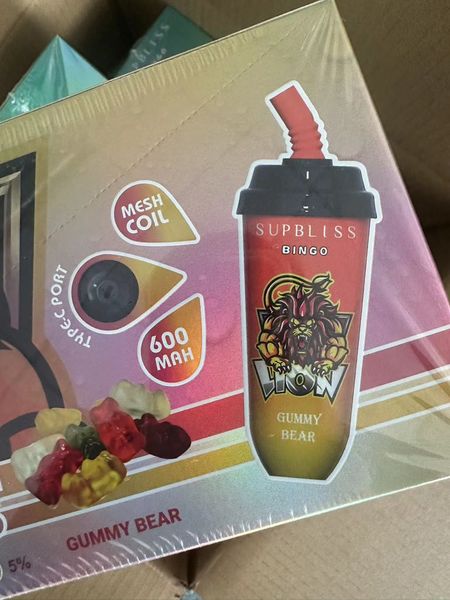 SUPBLISS
BINGO
MESH
COIL
TYPE-C PORT
600
MAH
LION
GUMMY
BEAR
GUMMY BEAR
5%